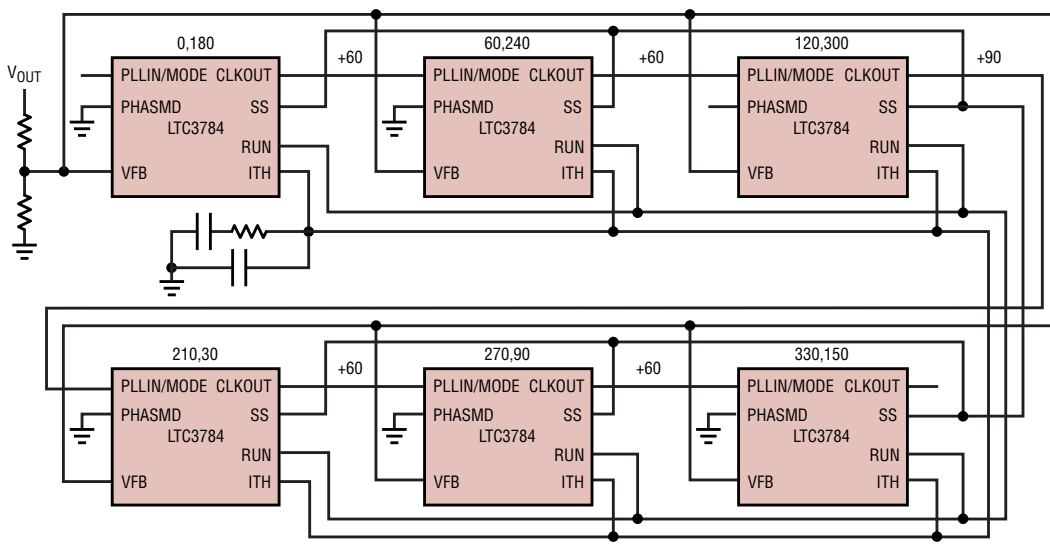 0,180
60,240
120,300
+60
+60
+90
VOUT
PLLIN/MODE CLKOUT
PHASMD SS
LTC3784
RUN
VFB ITH
PLLIN/MODE CLKOUT
PHASMD SS
LTC3784
RUN
VFB ITH
PLLIN/MODE CLKOUT
PHASMD SS
LTC3784
RUN
VFB ITH
210,30
270,90
330,150
+60
+60
PLLIN/MODE CLKOUT
PHASMD SS
LTC3784
RUN
VFB ITH
PLLIN/MODE CLKOUT
PHASMD SS
LTC3784
RUN
VFB ITH
PLLIN/MODE CLKOUT
PHASMD SS
LTC3784
RUN
VFB ITH